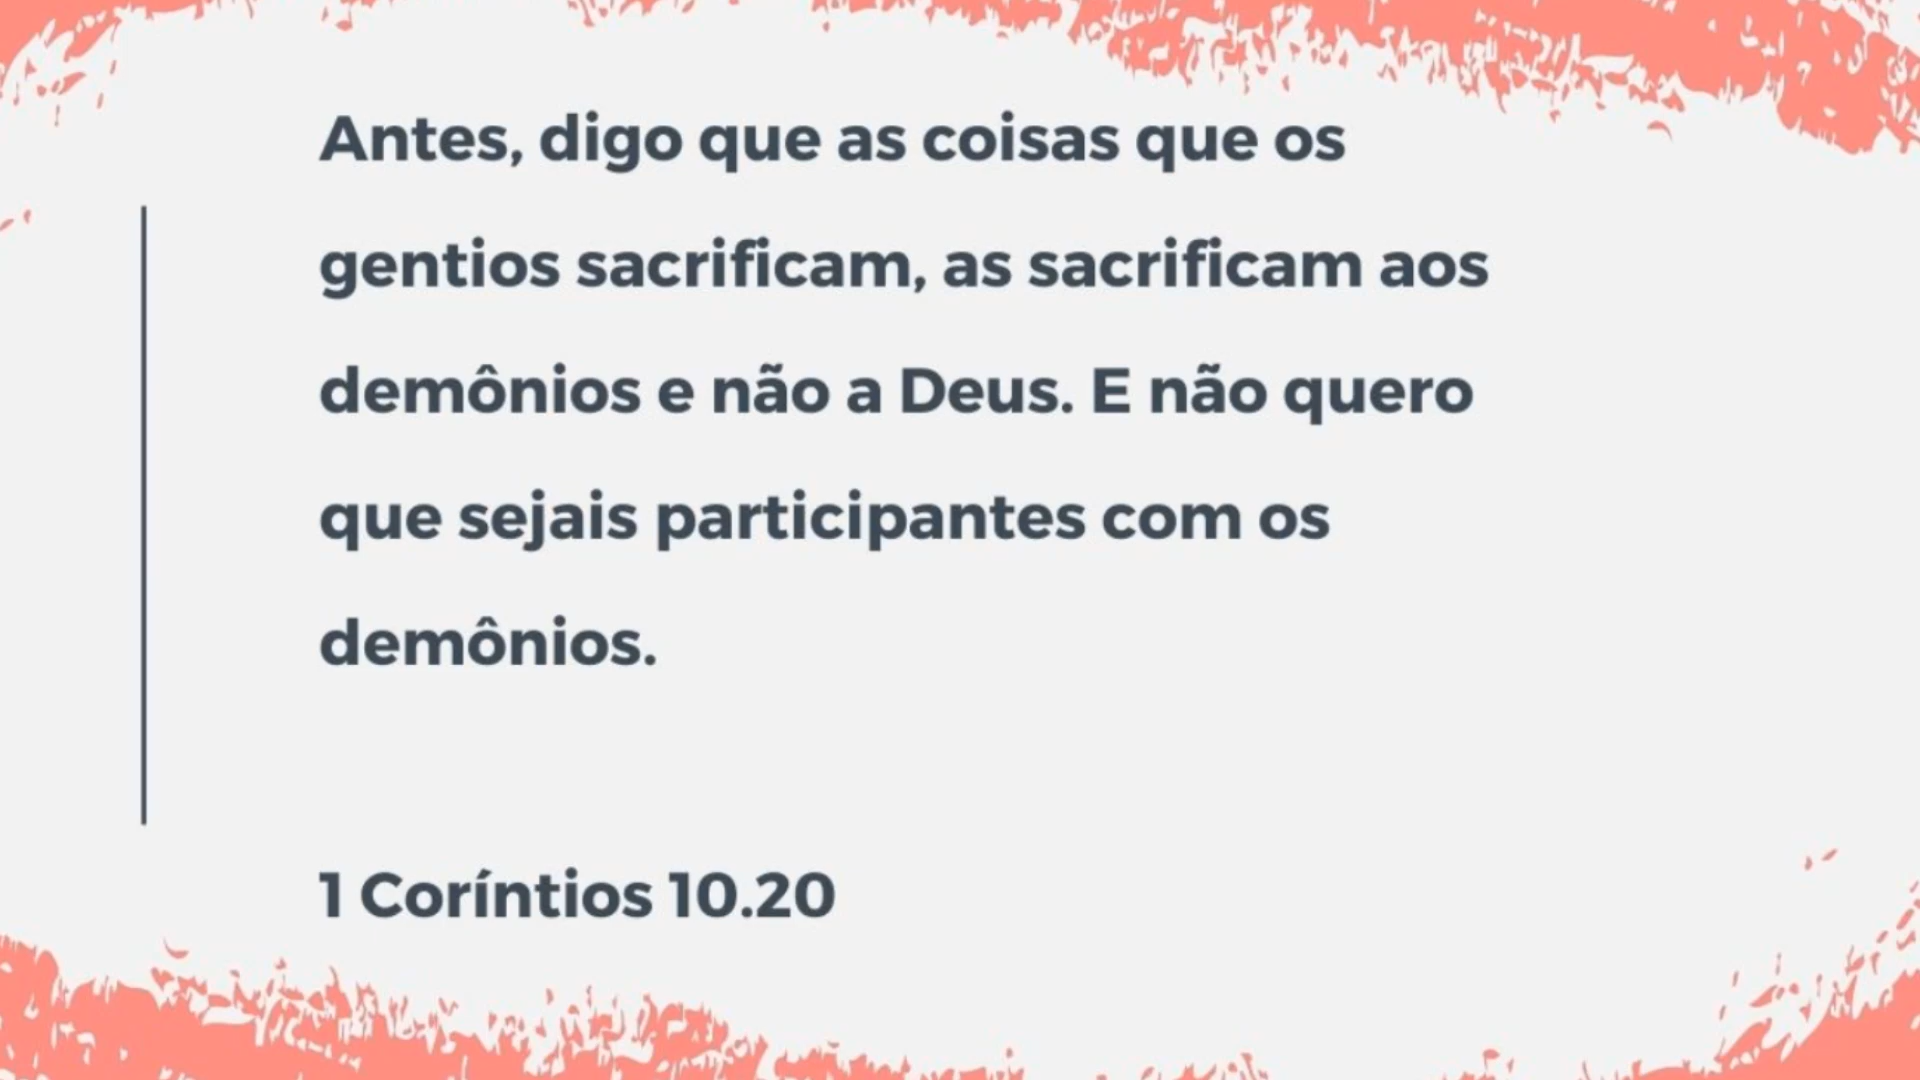 Antes, digo que as coisas que os
gentios sacrificam, as sacrificam aos
demônios e não a Deus. E não quero
que sejais participantes com os
demônios.
1 Coríntios 10.20